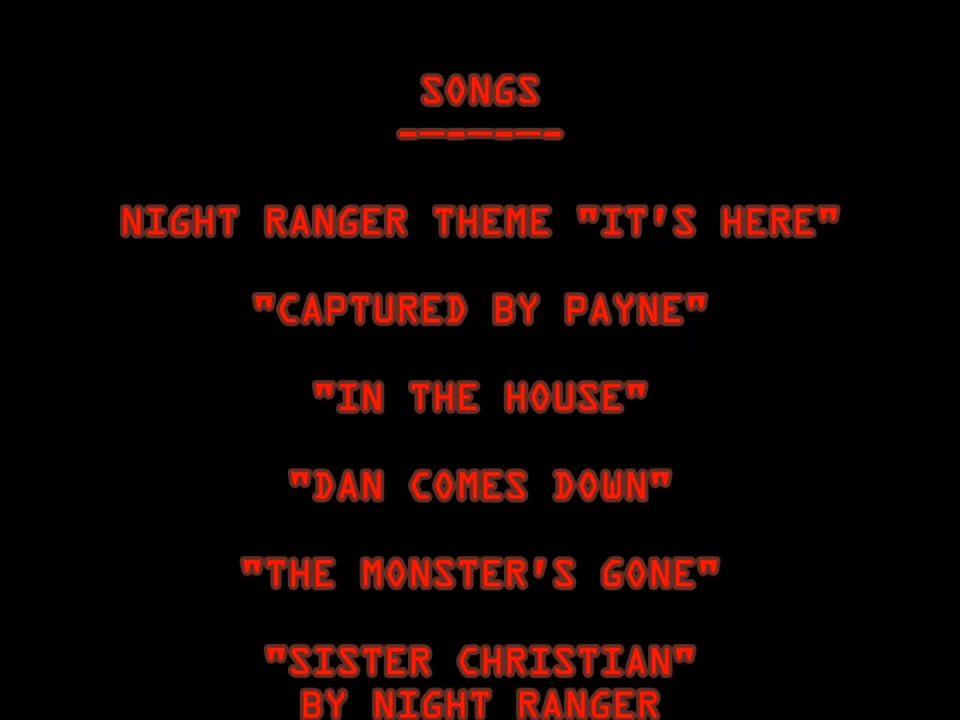 SONGS
-------
NIGHT RANGER THEME "IT'S HERE"
"CAPTURED BY PAYNE"
"IN THE HOUSE"
"DAN COMES DOWN"
"THE MONSTER'S GONE"
"SISTER CHRISTIAN"
BY NIGHT RANGER